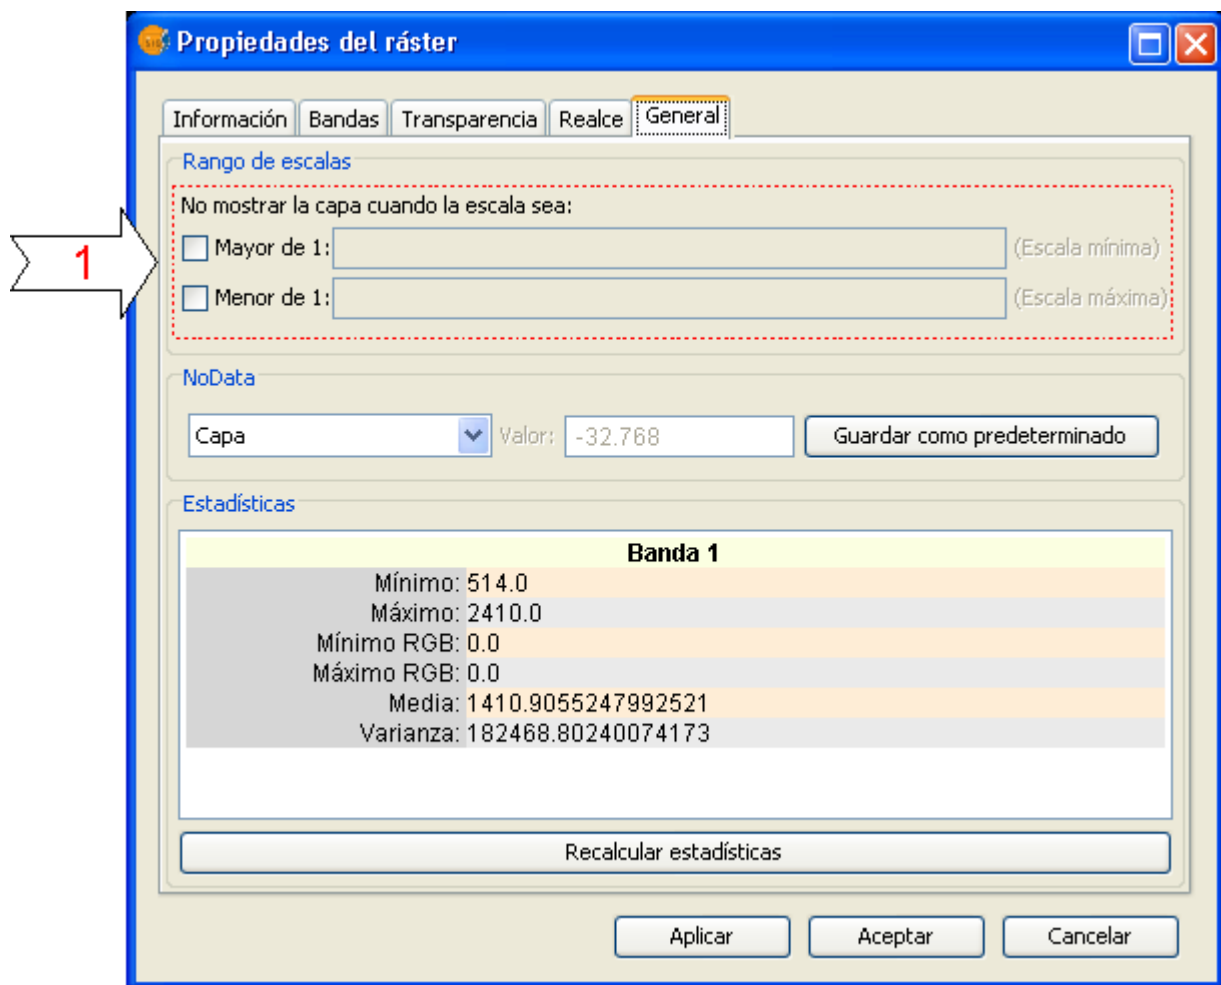 Propiedades del ráster
Información Bandas Transparencia Realce General
Rango de escalas
No mostrar la capa cuando la escala sea:
1
Mayor de 1: (Escala mínima)
Menor de 1: (Escala máxima)
NoData
Capa Valor: -32.768 Guardar como predeterminado
Estadísticas
Banda 1
Mínimo: 514.0
Máximo: 2410.0
Mínimo RGB: 0.0
Máximo RGB: 0.0
Media: 1410.9055247992521
Varianza: 182468.80240074173
Recalcular estadísticas
Aplicar Aceptar Cancelar